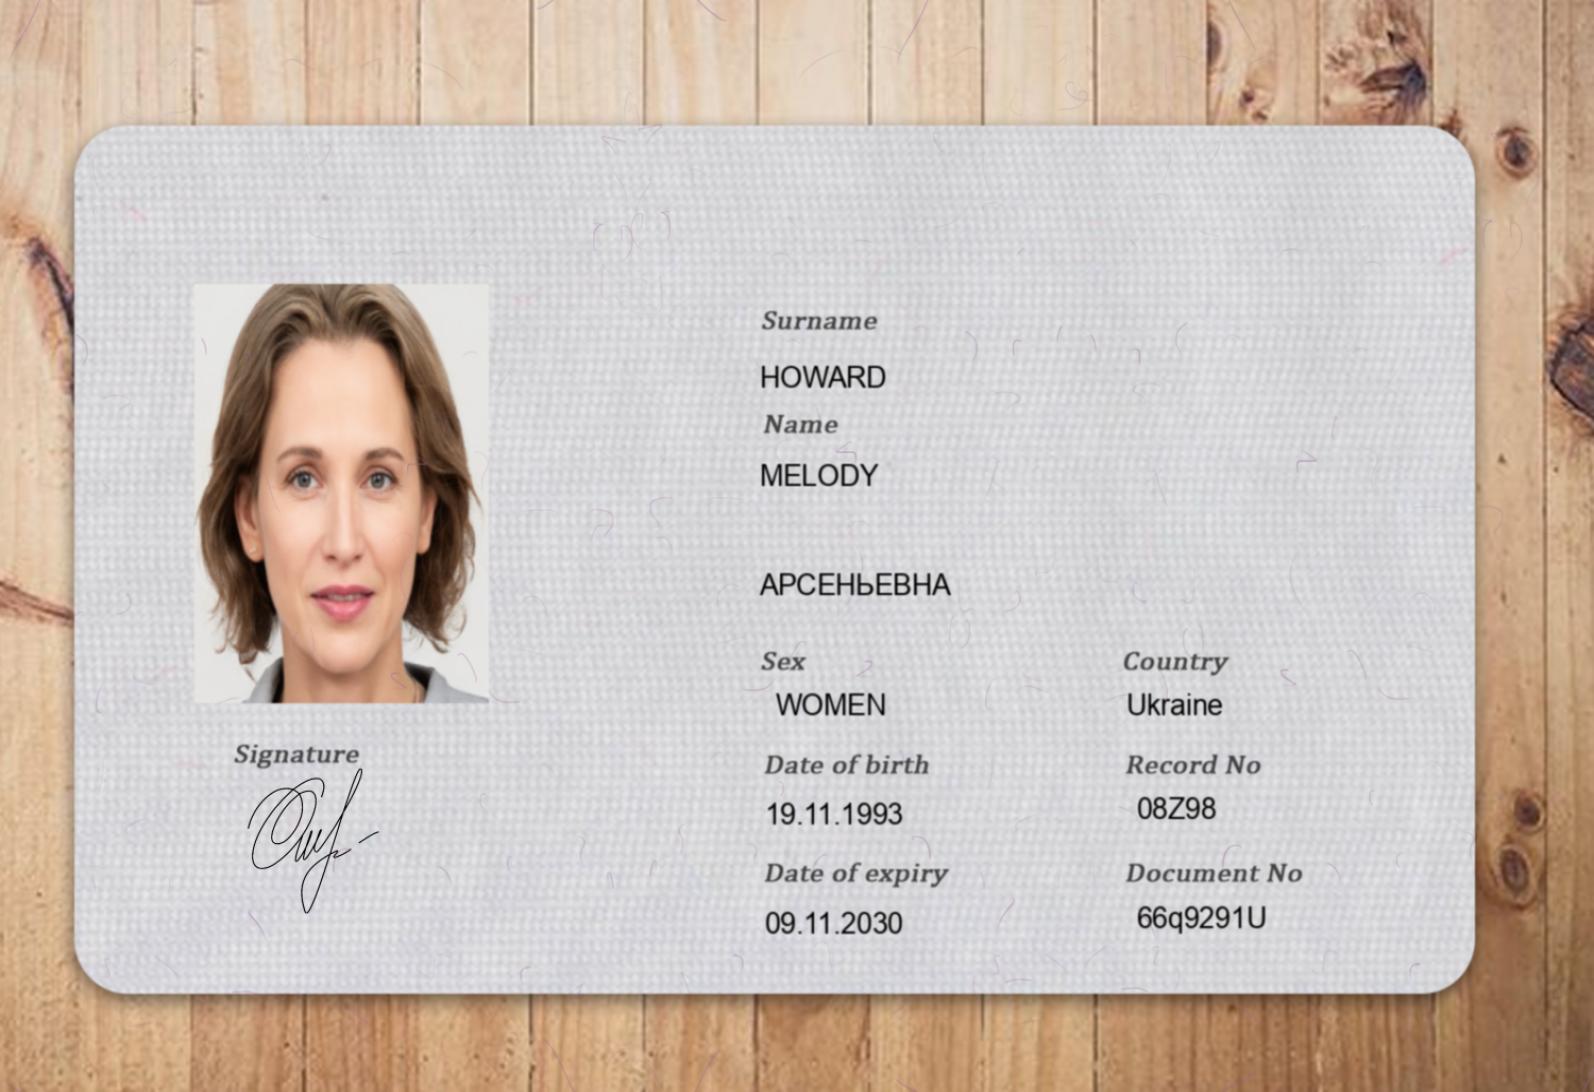 Surname
HOWARD
Name
MELODY
АРСЕНЬЕВНА
Sex
Country
WOMEN
Ukraine
Date of birth
Record No
19.11.1993
08Z98
Date of expiry
Document No
09.11.2030
66q9291U
Signature